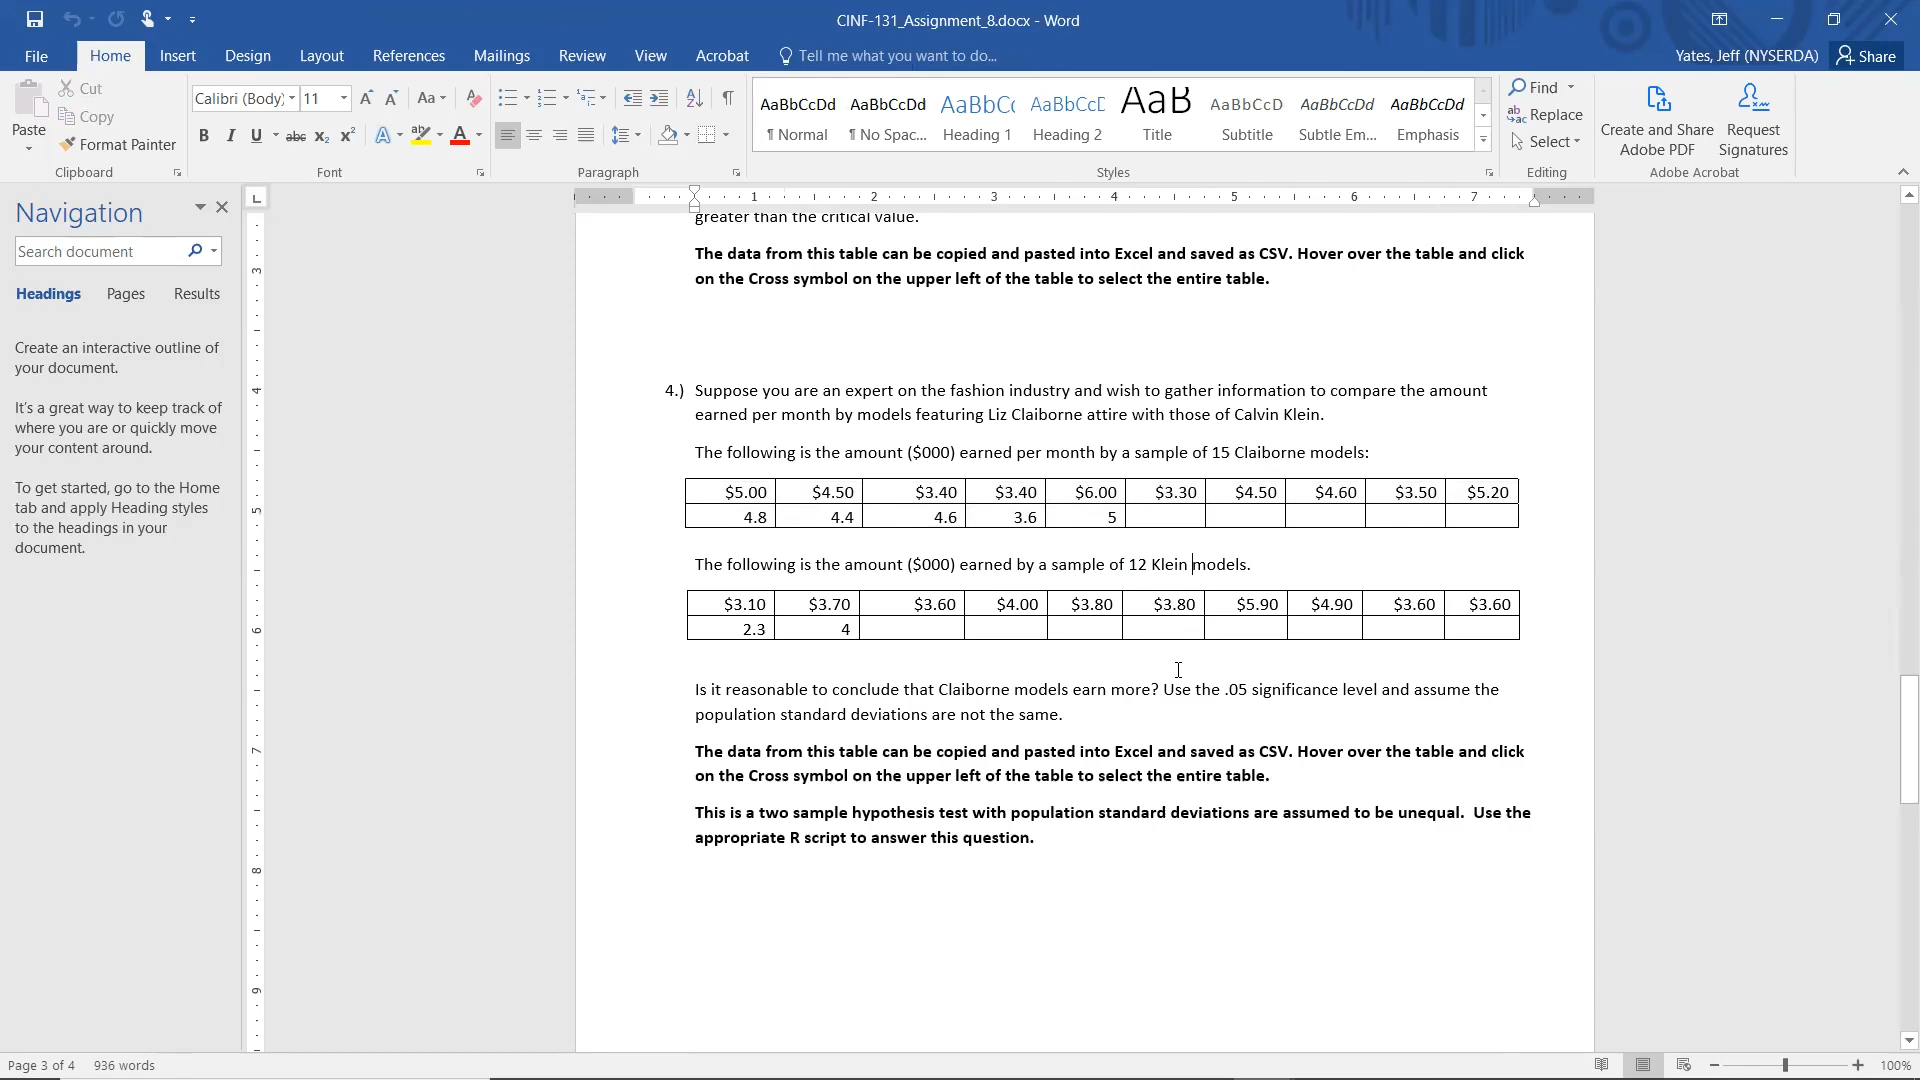 CINF-131_Assignment_8.docx - Word
File Home Insert Design Layout References Mailings Review View Acrobat Tell me what you want to do... Yates, Jeff (NYSERDA) Share
Paste
Cut
Copy
Format Painter
Clipboard
Calibri (Body) 11
Font
Paragraph
AaBbCcDd AaBbCcDd AaBbCc AaBbCcD AaB AaBbCcD AaBbCcDd AaBbCcDd
¶ Normal ¶ No Spac... Heading 1 Heading 2 Title Subtitle Subtle Em... Emphasis
Styles
Find
Replace
Select
Editing
Create and Share Adobe PDF
Request Signatures
Adobe Acrobat
Navigation
Search document
Headings Pages Results
Create an interactive outline of
your document.
It's a great way to keep track of
where you are or quickly move
your content around.
To get started, go to the Home
tab and apply Heading styles
to the headings in your
document.
1 2 3 4 5 6 7
3
4
5
6
7
8
9
greater than the critical value.
The data from this table can be copied and pasted into Excel and saved as CSV. Hover over the table and click
on the Cross symbol on the upper left of the table to select the entire table.
4.) Suppose you are an expert on the fashion industry and wish to gather information to compare the amount
earned per month by models featuring Liz Claiborne attire with those of Calvin Klein.
The following is the amount ($000) earned per month by a sample of 15 Claiborne models:
$5.00 $4.50 $3.40 $3.40 $6.00 $3.30 $4.50 $4.60 $3.50 $5.20
4.8 4.4 4.6 3.6 5
The following is the amount ($000) earned by a sample of 12 Klein models.
$3.10 $3.70 $3.60 $4.00 $3.80 $3.80 $5.90 $4.90 $3.60 $3.60
2.3 4
Is it reasonable to conclude that Claiborne models earn more? Use the .05 significance level and assume the
population standard deviations are not the same.
The data from this table can be copied and pasted into Excel and saved as CSV. Hover over the table and click
on the Cross symbol on the upper left of the table to select the entire table.
This is a two sample hypothesis test with population standard deviations are assumed to be unequal.  Use the
appropriate R script to answer this question.
Page 3 of 4 936 words 100%